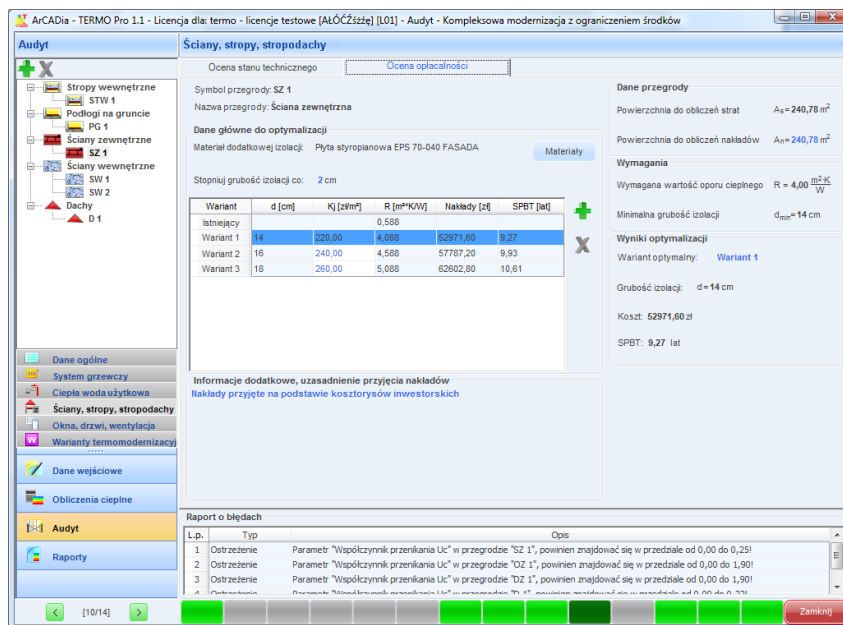 ArCADia - TERMO Pro 1.1 - Licencja dla: termo - licencje testowe [AŁÓĆŻźśżżę] [L01] - Audyt - Kompleksowa modernizacja z ograniczeniem środków
Audyt
Stropy wewnętrzne
STW 1
Podłogi na gruncie
PG 1
Ściany zewnętrzne
SZ 1
Ściany wewnętrzne
SW 1
SW 2
Dachy
D 1
Dane ogólne
System grzewczy
Ciepła woda użytkowa
Ściany, stropy, stropodachy
Okna, drzwi, wentylacja
Warianty termomodernizacyj
Dane wejściowe
Obliczenia cieplne
Audyt
Raporty
[10/14]
Ściany, stropy, stropodachy
Ocena stanu technicznego Ocena opłacalności
Symbol przegrody: SZ 1
Nazwa przegrody: Ściana zewnętrzna
Dane główne do optymalizacji
Materiał dodatkowej izolacji: Płyta styropianowa EPS 70-040 FASADA Materiały
Stopniuj grubość izolacji co: 2 cm
Wariant d [cm] Kj [zł/m²] R [m²*K/W] Nakłady [zł] SPBT [lat]
Istniejący 0,588
Wariant 1 14 220,00 4,088 52971,60 9,27
Wariant 2 16 240,00 4,588 57787,20 9,93
Wariant 3 18 260,00 5,088 62602,80 10,61
Informacje dodatkowe, uzasadnienie przyjęcia nakładów
Nakłady przyjęte na podstawie kosztorysów inwestorskich
Dane przegrody
Powierzchnia do obliczeń strat As= 240,78 m²
Powierzchnia do obliczeń nakładów An= 240,78 m²
Wymagania
Wymagana wartość oporu cieplnego R = 4,00 m²·K/W
Minimalna grubość izolacji dmin= 14 cm
Wyniki optymalizacji
Wariant optymalny: Wariant 1
Grubość izolacji: d = 14 cm
Koszt: 52971,60 zł
SPBT: 9,27 lat
Raport o błędach
L.p. Typ Opis
1 Ostrzeżenie Parametr "Współczynnik przenikania Uc" w przegrodzie "SZ 1", powinien znajdować się w przedziale od 0,00 do 0,25!
2 Ostrzeżenie Parametr "Współczynnik przenikania Uc" w przegrodzie "OZ 1", powinien znajdować się w przedziale od 0,00 do 1,90!
3 Ostrzeżenie Parametr "Współczynnik przenikania Uc" w przegrodzie "DZ 1", powinien znajdować się w przedziale od 0,00 do 1,90!
Zamknij